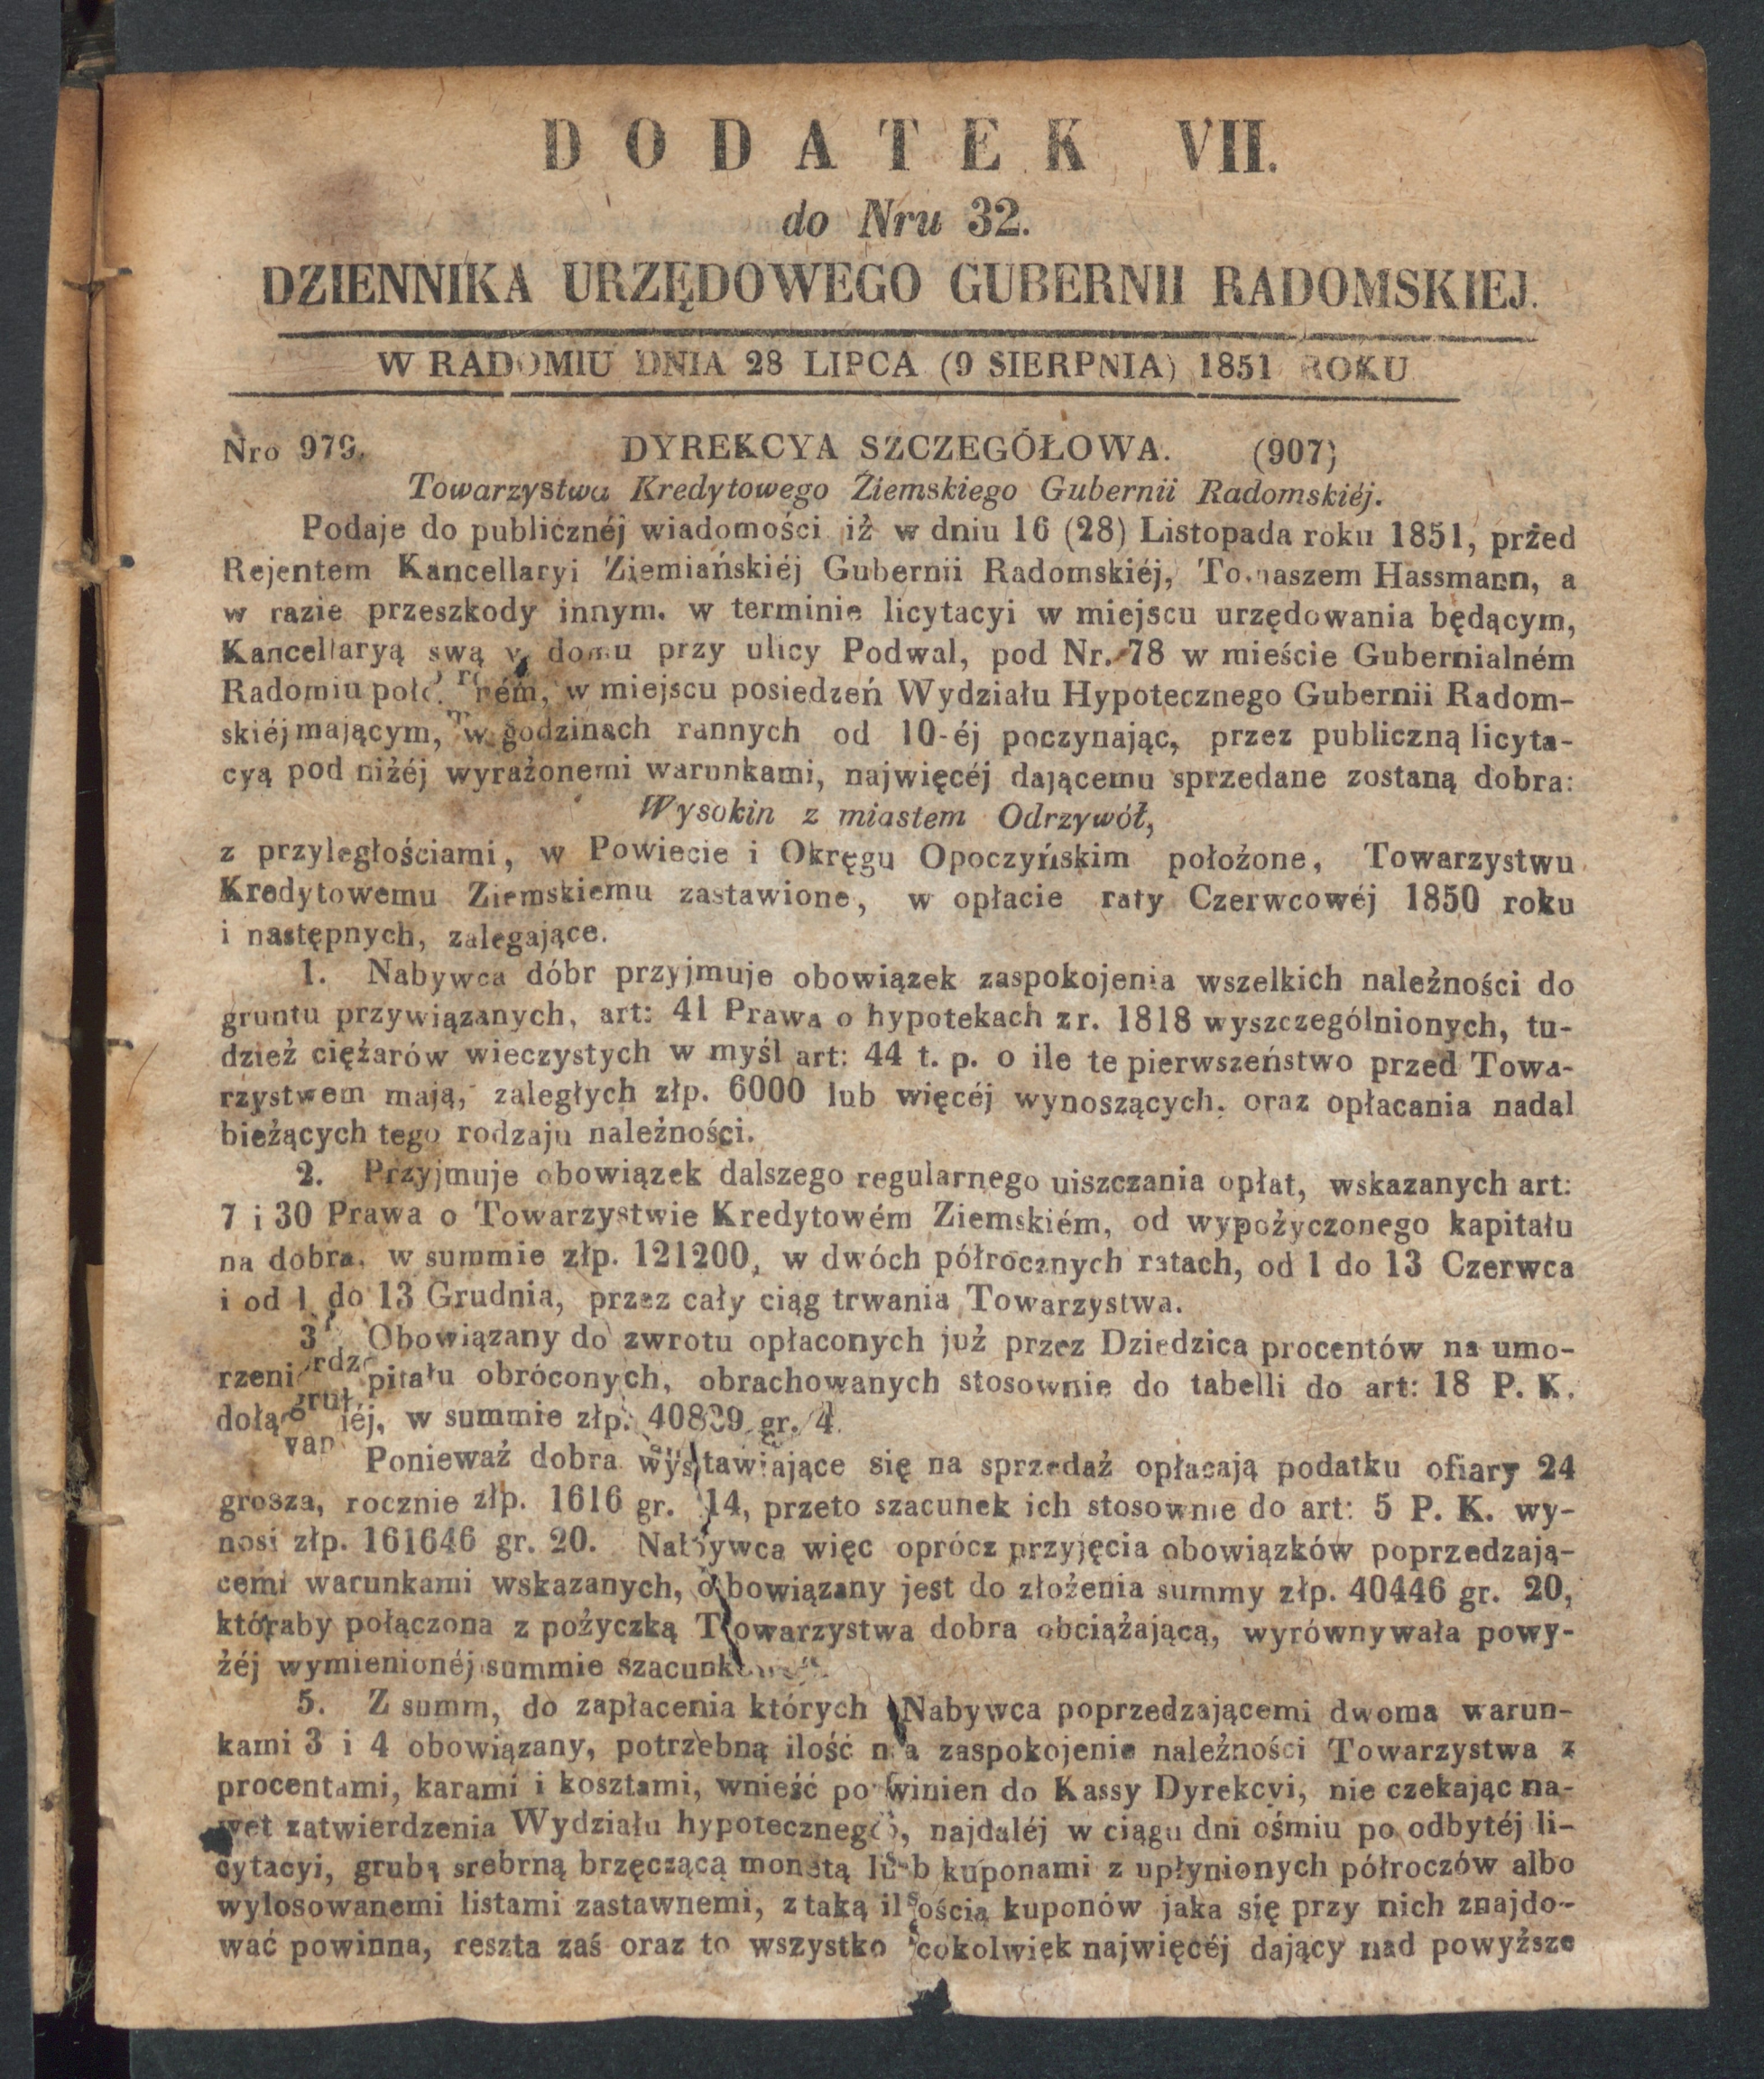 DODATEK VII.
do Nru 32.
DZIENNIKA URZĘDOWEGO GUBERNII RADOMSKIEJ.
W RADOMIU DNIA 28 LIPCA (9 SIERPNIA) 1851 ROKU
Nro 979. DYREKCYA SZCZEGÓŁOWA. (907)
Towarzystwa Kredytowego Ziemskiego Gubernii Radomskiéj.
Podaje do publicznéj wiadomości iż w dniu 16 (28) Listopada roku 1851, przed
Rejentem Kancellaryi Ziemiańskiéj Gubernii Radomskiéj, Tomaszem Hassmann, a
w razie przeszkody innym. w terminie licytacyi w miejscu urzędowania będącym,
Kancellaryą swą w domu przy ulicy Podwal, pod Nr. 78 w mieście Gubernialném
Radomiu w miejscu posiedzeń Wydziału Hypotecznego Gubernii Radom-
skiéj mającym, w godzinach rannych od 10-éj poczynając, przez publiczną licyta-
cyą pod niżéj wyrażonemi warunkami, najwięcéj dającemu sprzedane zostaną dobra:
Wysokin z miastem Odrzywół,
z przyległościami, w Powiecie i Okręgu Opoczyńskim położone, Towarzystwu
Kredytowemu Ziemskiemu zastawione, w opłacie raty Czerwcowéj 1850 roku
i następnych, zalegające.
1. Nabywca dóbr przyjmuje obowiązek zaspokojenia wszelkich należności do
gruntu przywiązanych, art: 41 Prawa o hypotekach z r. 1818 wyszczególnionych, tu-
dzież ciężarów wieczystych w myśl art: 44 t. p. o ile te pierwszeństwo przed Towa-
rzystwem mają, zaległych złp. 6000 lub więcéj wynoszących, oraz opłacania nadal
bieżących tego rodzaju należności.
2. Przyjmuje obowiązek dalszego regularnego uiszczania opłat, wskazanych art:
7 i 30 Prawa o Towarzystwie Kredytowém Ziemskiém, od wypożyczonego kapitału
na dobra, w summie złp. 121200, w dwóch półrocznych ratach, od 1 do 13 Czerwca
i od 1 do 13 Grudnia, przez cały ciąg trwania Towarzystwa.
3. Obowiązany do zwrotu opłaconych już przez Dziedzica procentów na umo-
rzeni pitału obróconych, obrachowanych stosownie do tabelli do art: 18 P. K.
dołą iéj, w summie złp. gr. 4.
Ponieważ dobra wystawiające się na sprzedaż opłacają podatku ofiary 24
grosza, rocznie złp. 1616 gr. 14, przeto szacunek ich stosownie do art: 5 P. K. wy-
nosi złp. 161646 gr. 20. Nabywca więc oprócz przyjęcia obowiązków poprzedzają-
cemi warunkami wskazanych, obowiązany jest do złożenia summy złp. 40446 gr. 20,
któraby połączona z pożyczką Towarzystwa dobra obciążającą, wyrównywała powy-
żéj wymienionéj summie
5. Z summ, do zapłacenia których Nabywca poprzedzającemi dwoma warun-
kami 3 i 4 obowiązany, potrzebną ilość na zaspokojenie należności Towarzystwa z
procentami, karami i kosztami, wnieść powinien do Kassy Dyrekcyi, nie czekając na-
wet zatwierdzenia Wydziału hypotecznego, najdaléj w ciągu dni ośmiu po odbytéj li-
cytacyi, grubą srebrną brzęczącą monetą lub kuponami z upłynionych półroczów albo
wylosowanemi listami zastawnemi, z taką ilością kuponów jaka się przy nich znajdo-
wać powinna, reszta zaś oraz to wszystko cokolwiek najwięcéj dający nad powyższe